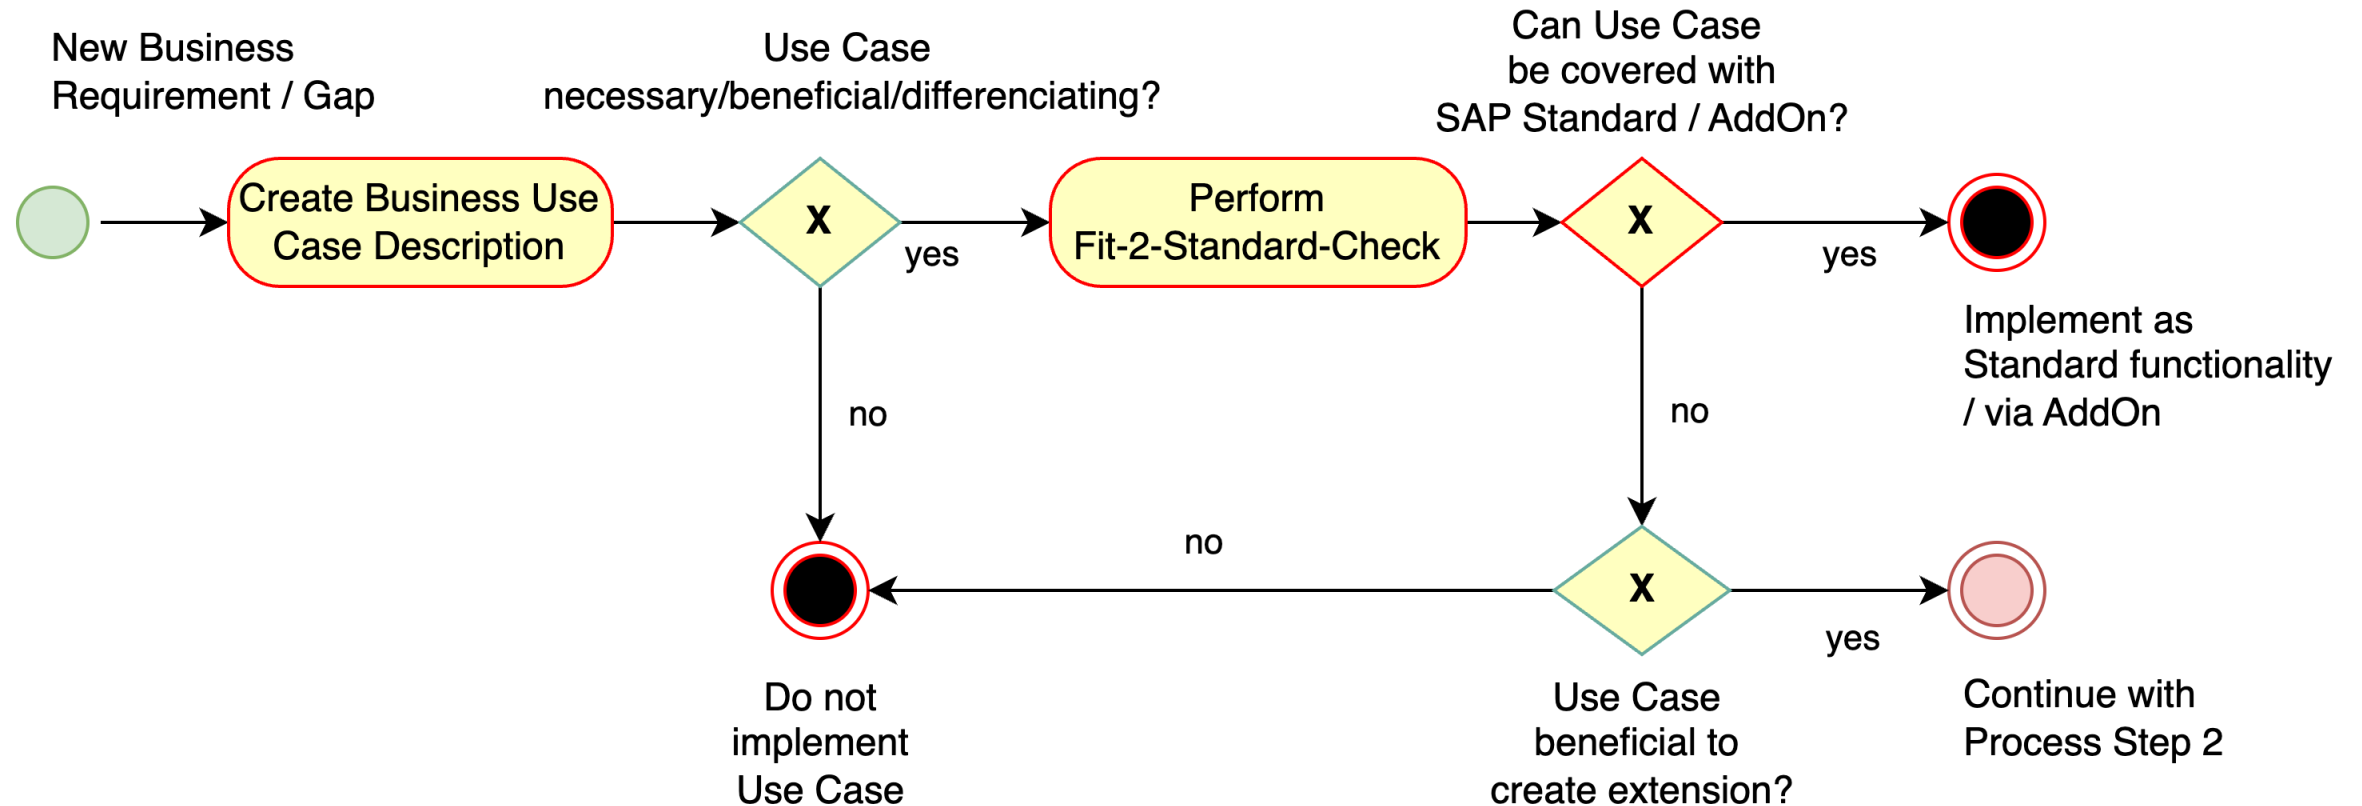 New Business
Requirement / Gap
Use Case
necessary/beneficial/differenciating?
Can Use Case
be covered with
SAP Standard / AddOn?
Create Business Use
Case Description
X
yes
Perform
Fit-2-Standard-Check
X
yes
Implement as
Standard functionality
/ via AddOn
no
no
no
X
yes
Do not
implement
Use Case
Use Case
beneficial to
create extension?
Continue with
Process Step 2